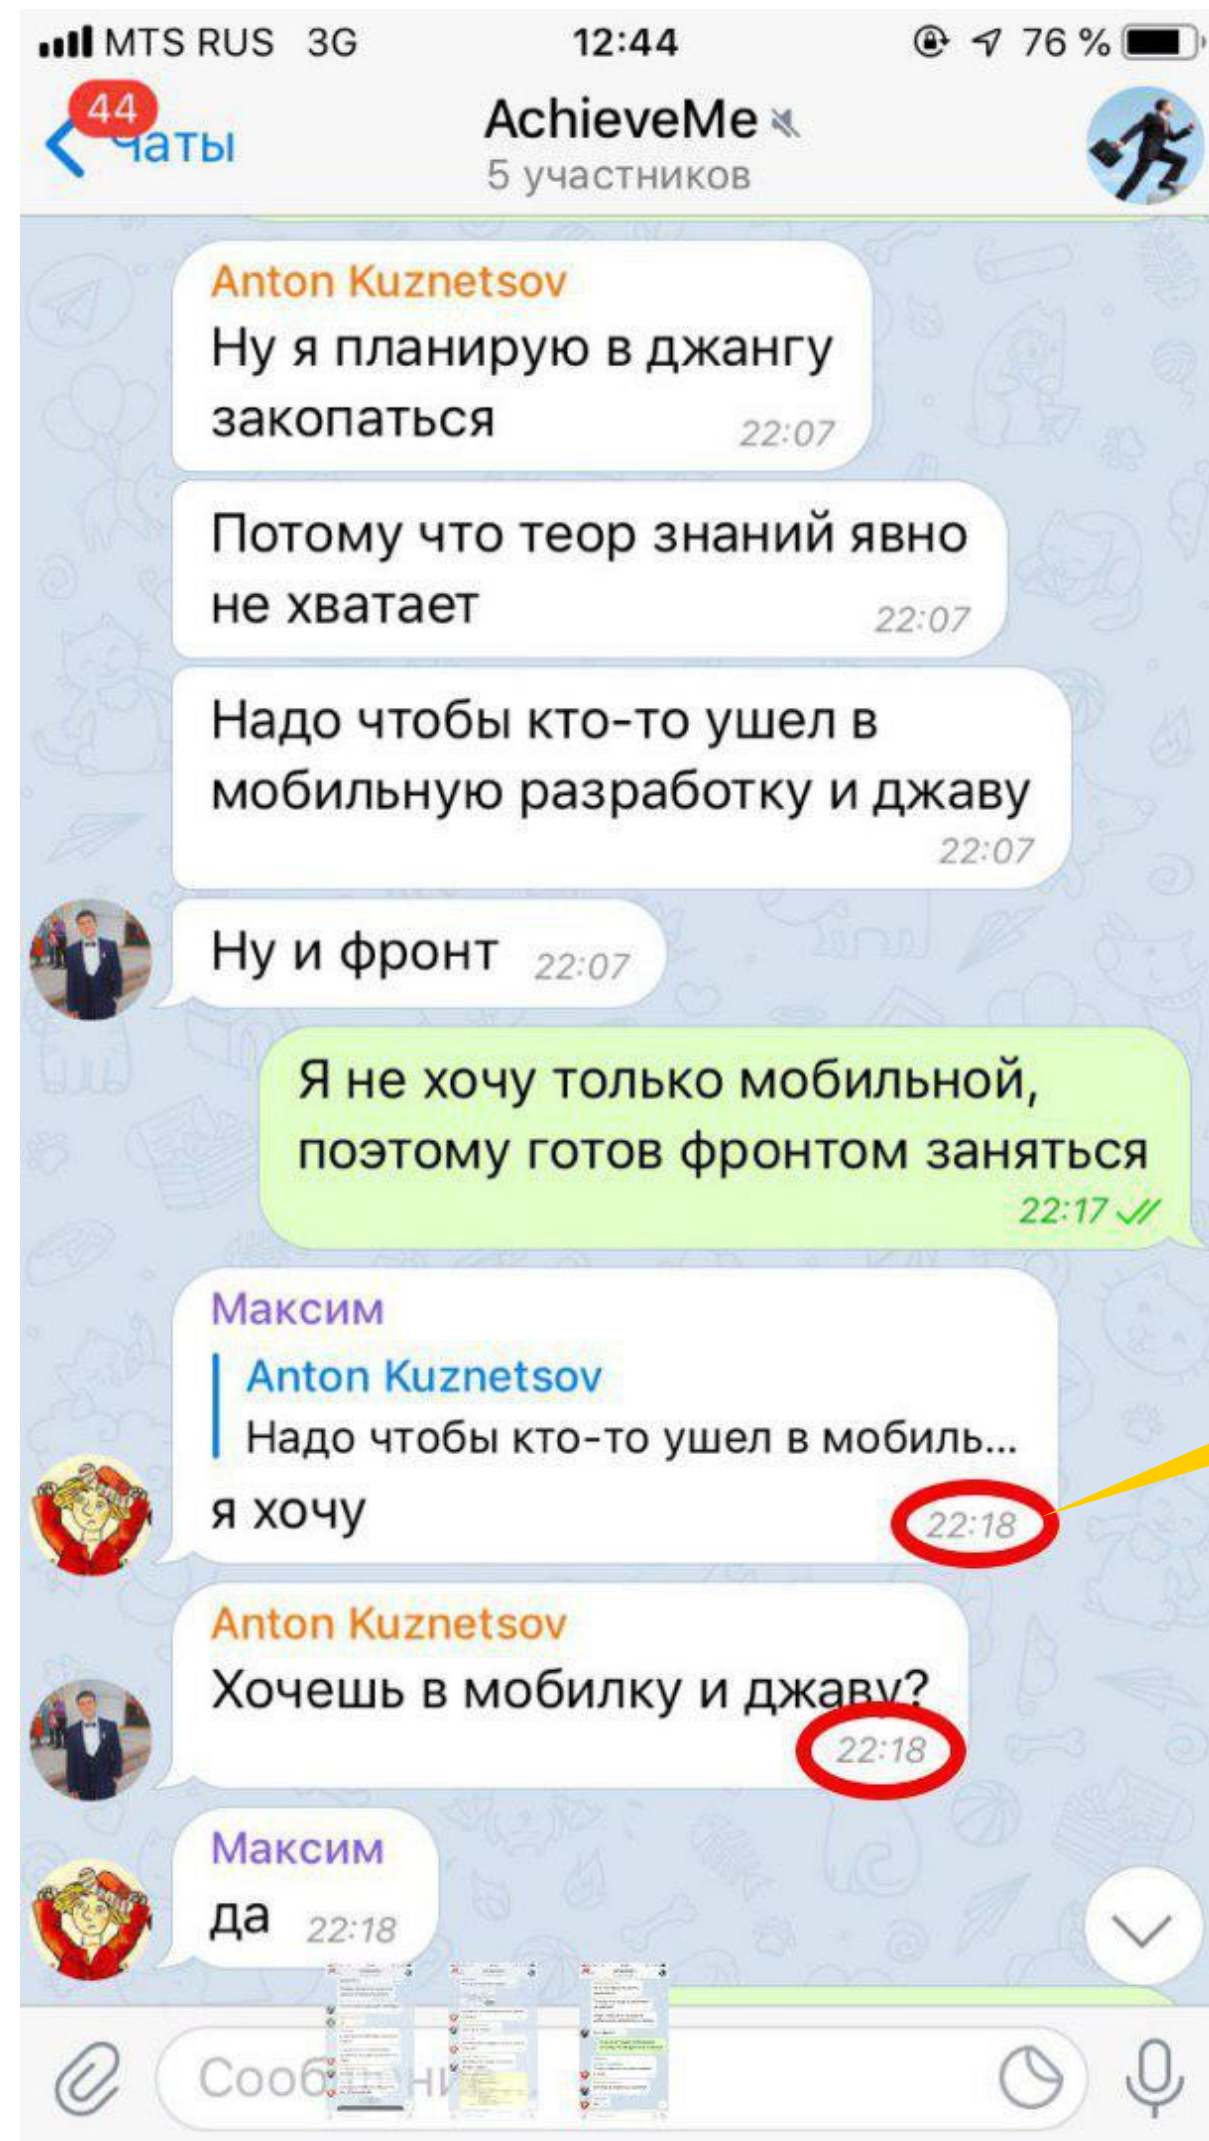 MTS RUS 3G 12:44 76 %
44
Чаты
AchieveMe
5 участников
Anton Kuznetsov
Ну я планирую в джангу
закопаться 22:07
Потому что теор знаний явно
не хватает 22:07
Надо чтобы кто-то ушел в
мобильную разработку и джаву
22:07
Ну и фронт 22:07
Я не хочу только мобильной,
поэтому готов фронтом заняться
22:17
Максим
Anton Kuznetsov
Надо чтобы кто-то ушел в мобиль...
я хочу 22:18
Anton Kuznetsov
Хочешь в мобилку и джаву?
22:18
Максим
да 22:18